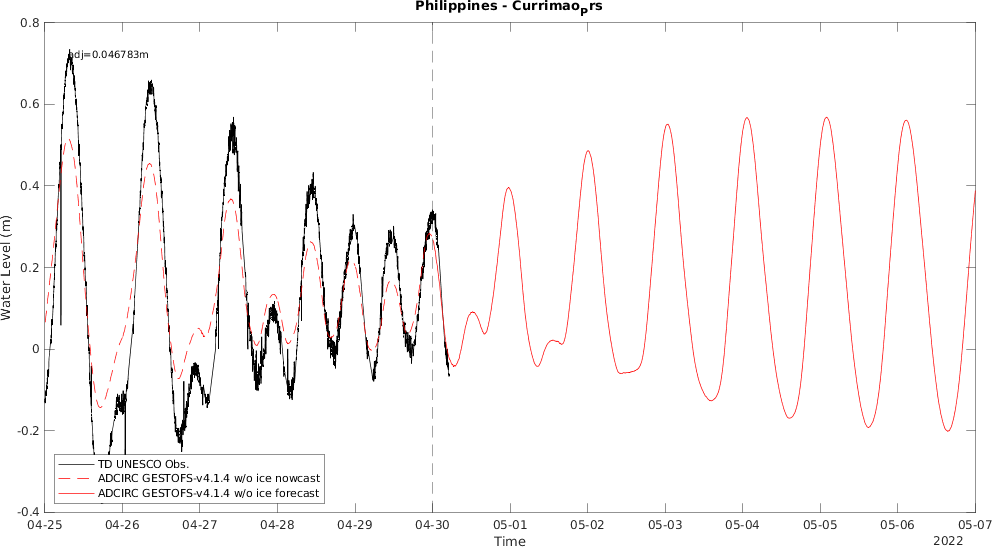 Philippines - Currimaoprs
0.8
adj=0.046783m
0.6
0.4
0.2
0
-0.2
-0.4
Water Level (m)
TD UNESCO Obs.
ADCIRC GESTOFS-v4.1.4 w/o ice nowcast
ADCIRC GESTOFS-v4.1.4 w/o ice forecast
04-25 04-26 04-27 04-28 04-29 04-30 05-01 05-02 05-03 05-04 05-05 05-06 05-07
Time
2022